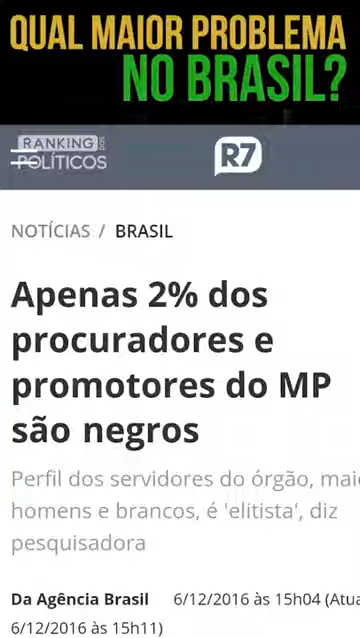 QUAL MAIOR PROBLEMA
NO BRASIL?
RANKING DOS
POLÍTICOS
R7
NOTÍCIAS / BRASIL
Apenas 2% dos
procuradores e
promotores do MP
são negros
Perfil dos servidores do órgão,
homens e brancos, é 'elitista', diz
pesquisadora
Da Agência Brasil 6/12/2016 às 15h04
6/12/2016 às 15h11)